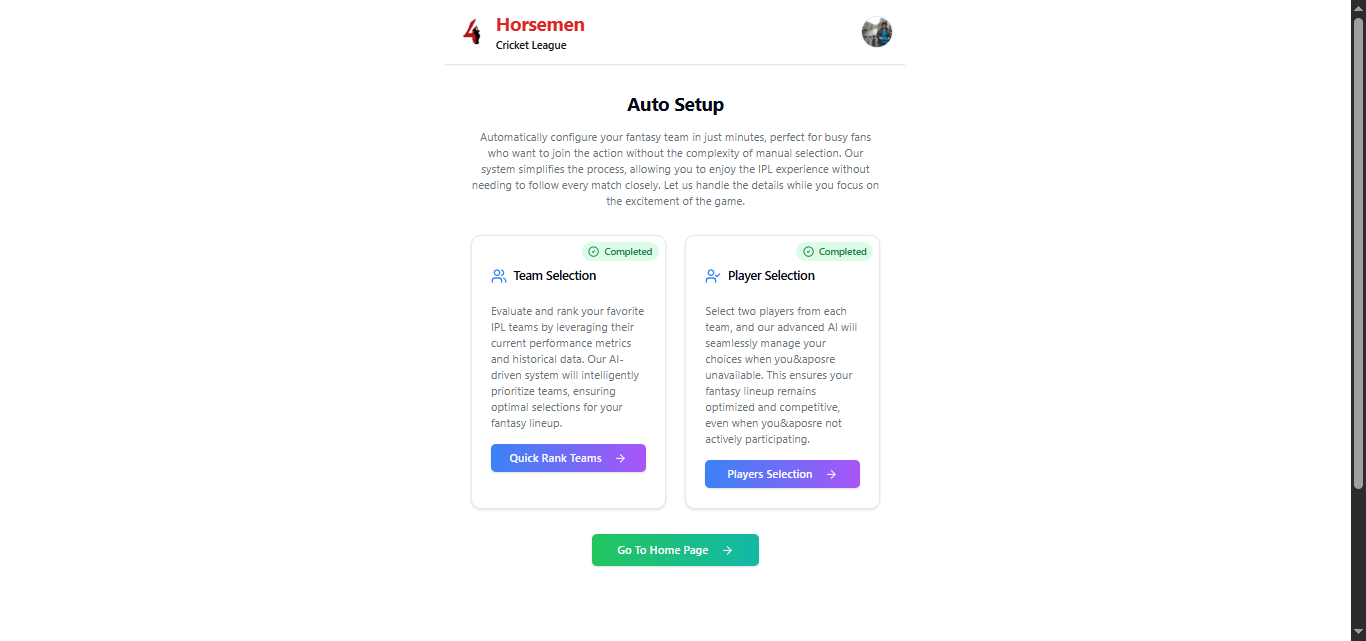 4
Horsemen
Cricket League
Auto Setup
Automatically configure your fantasy team in just minutes, perfect for busy fans
who want to join the action without the complexity of manual selection. Our
system simplifies the process, allowing you to enjoy the IPL experience without
needing to follow every match closely. Let us handle the details while you focus on
the excitement of the game.
Completed
Team Selection
Evaluate and rank your favorite
IPL teams by leveraging their
current performance metrics
and historical data. Our AI-
driven system will intelligently
prioritize teams, ensuring
optimal selections for your
fantasy lineup.
Quick Rank Teams
Completed
Player Selection
Select two players from each
team, and our advanced AI will
seamlessly manage your
choices when you&aposre
unavailable. This ensures your
fantasy lineup remains
optimized and competitive,
even when you&aposre not
actively participating.
Players Selection
Go To Home Page